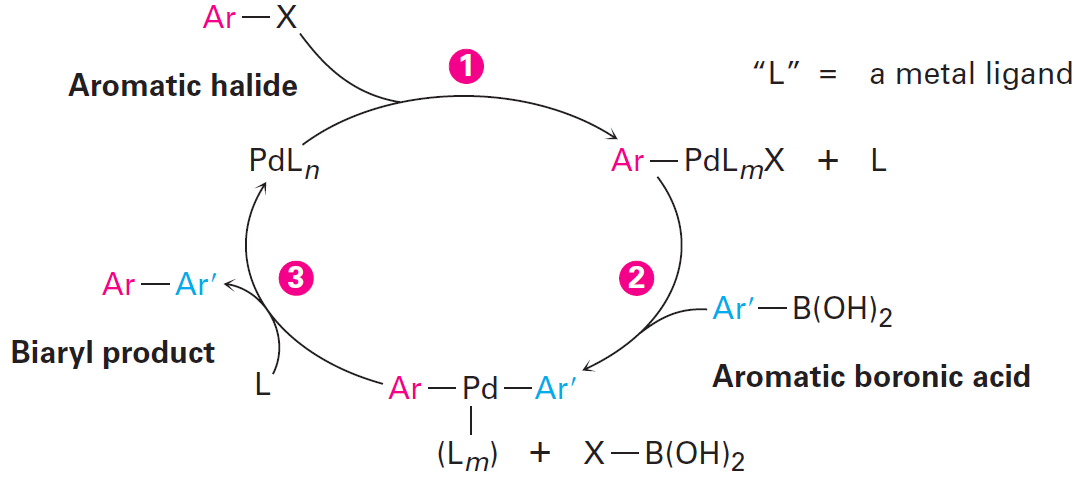 Ar—X
Aromatic halide
1
“L” = a metal ligand
PdLn
Ar—PdLmX + L
Ar—Ar′
3
2
Ar′—B(OH)2
Biaryl product
L
Ar—Pd—Ar′
Aromatic boronic acid
(Lm) + X—B(OH)2